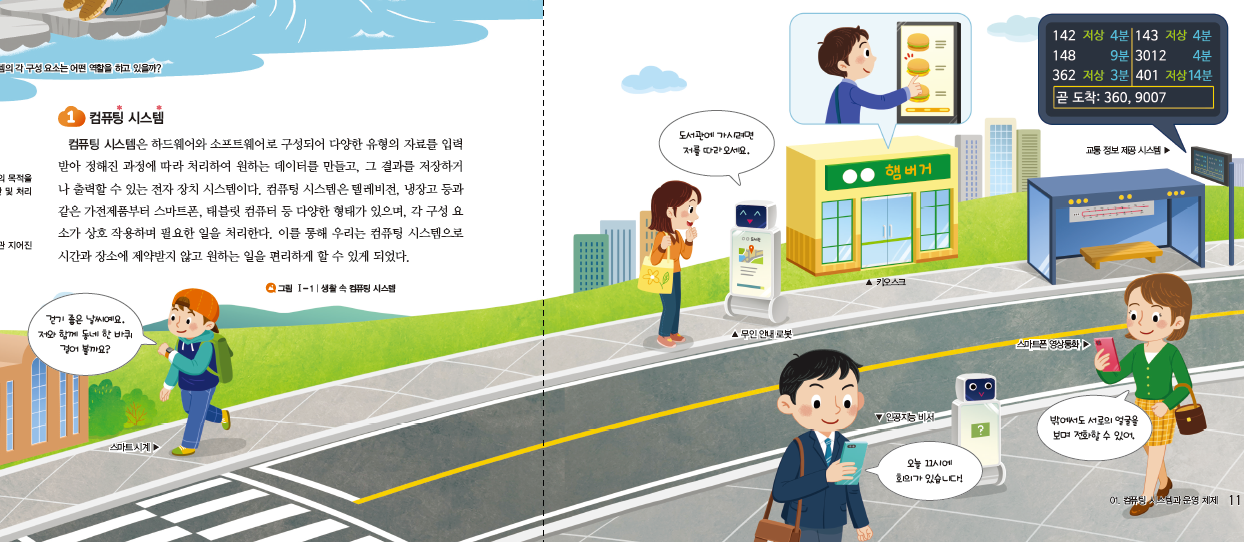 템의 각 구성 요소는 어떤 역할을 하고 있을까?
1 컴퓨팅 시스템
컴퓨팅 시스템은 하드웨어와 소프트웨어로 구성되어 다양한 유형의 자료를 입력
받아 정해진 과정에 따라 처리하여 원하는 데이터를 만들고, 그 결과를 저장하거
나 출력할 수 있는 전자 장치 시스템이다. 컴퓨팅 시스템은 텔레비전, 냉장고 등과
같은 가전제품부터 스마트폰, 태블릿 컴퓨터 등 다양한 형태가 있으며, 각 구성 요
소가 상호 작용하며 필요한 일을 처리한다. 이를 통해 우리는 컴퓨팅 시스템으로
시간과 장소에 제약받지 않고 원하는 일을 편리하게 할 수 있게 되었다.
의 목적을
및 처리
지어진
그림 Ⅰ-1 | 생활 속 컴퓨팅 시스템
걷기 좋은 날씨예요.
저와 함께 동네 한 바퀴
걸어 볼까요?
스마트시계 ▶
도서관에 가시려면
저를 따라오세요.
▲ 무인 안내 로봇
햄버거
▲ 키오스크
142 저상 4분 143 저상 4분
148 9분 3012 4분
362 저상 3분 401 저상 14분
곧 도착: 360, 9007
교통 정보 제공 시스템 ▶
스마트폰 영상통화 ▶
밖에서도 서로의 얼굴을
보며 전화할 수 있어.
▼ 인공지능 비서
?
오늘 11시에
회의가 있습니다!
01. 컴퓨팅 시스템과 운영 체제 11